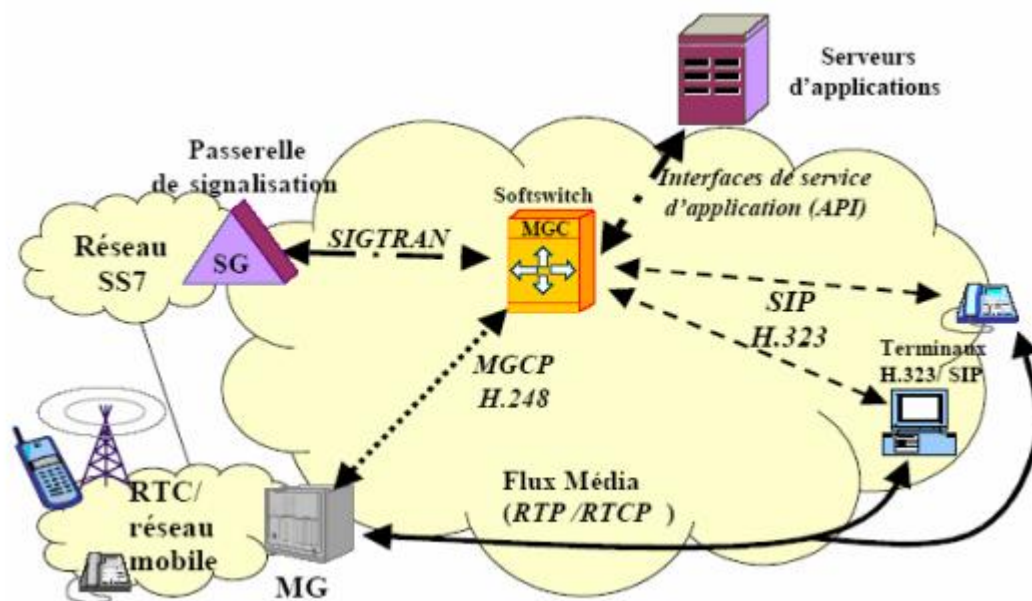 Serveurs
d'applications
Passerelle
de signalisation
Softswitch
Interfaces de service
d'application (API)
MGC
SIGTRAN
Réseau
SS7
SG
SIP
H.323
MGCP
H.248
Terminaux
H.323/ SIP
Flux Média
(RTP /RTCP )
RTC/
réseau
mobile
MG